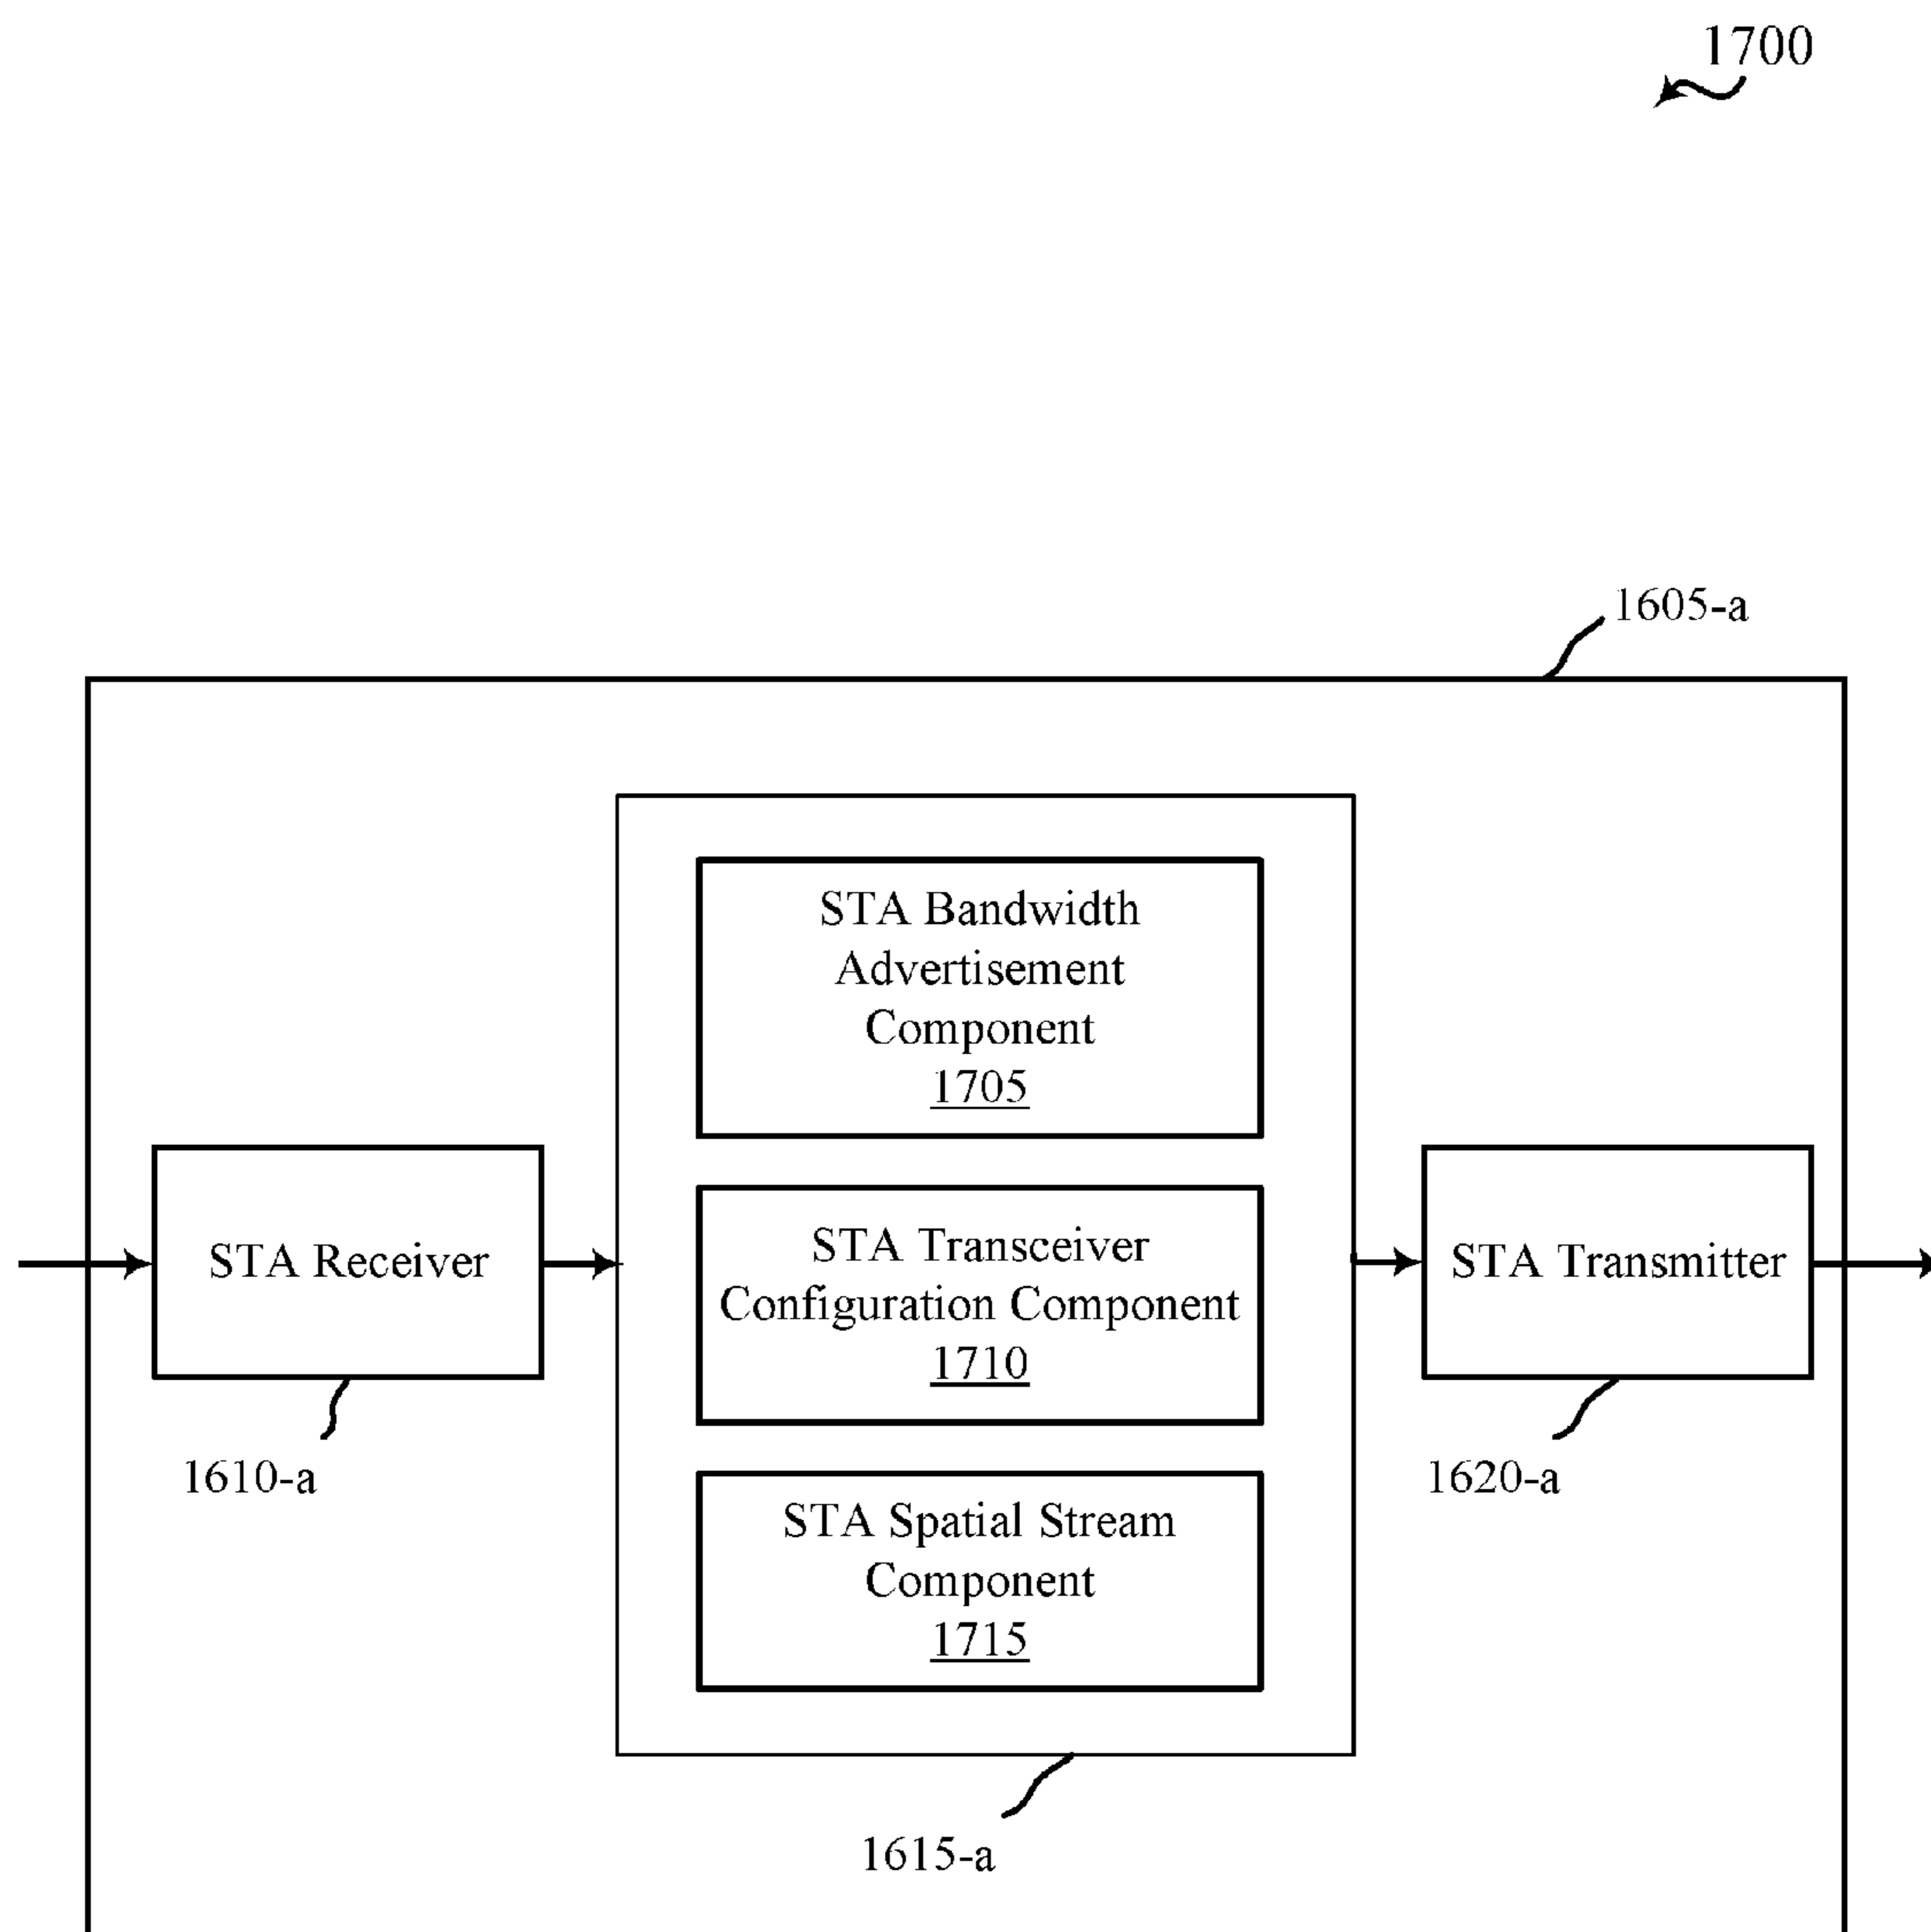 1700
1605-a
STA Bandwidth
Advertisement
Component
1705
STA Receiver
STA Transceiver
Configuration Component
1710
STA Transmitter
1610-a
1620-a
STA Spatial Stream
Component
1715
1615-a